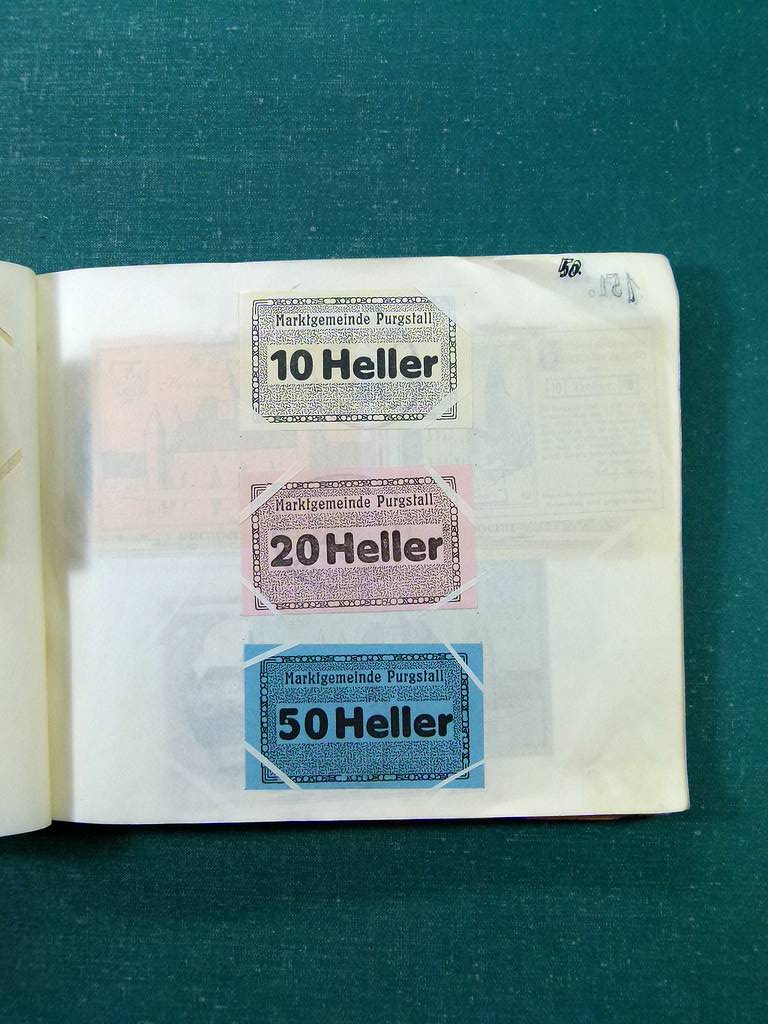 50.
Marktgemeinde Purgstall
10 Heller
Marktgemeinde Purgstall
20 Heller
Marktgemeinde Purgstall
50 Heller